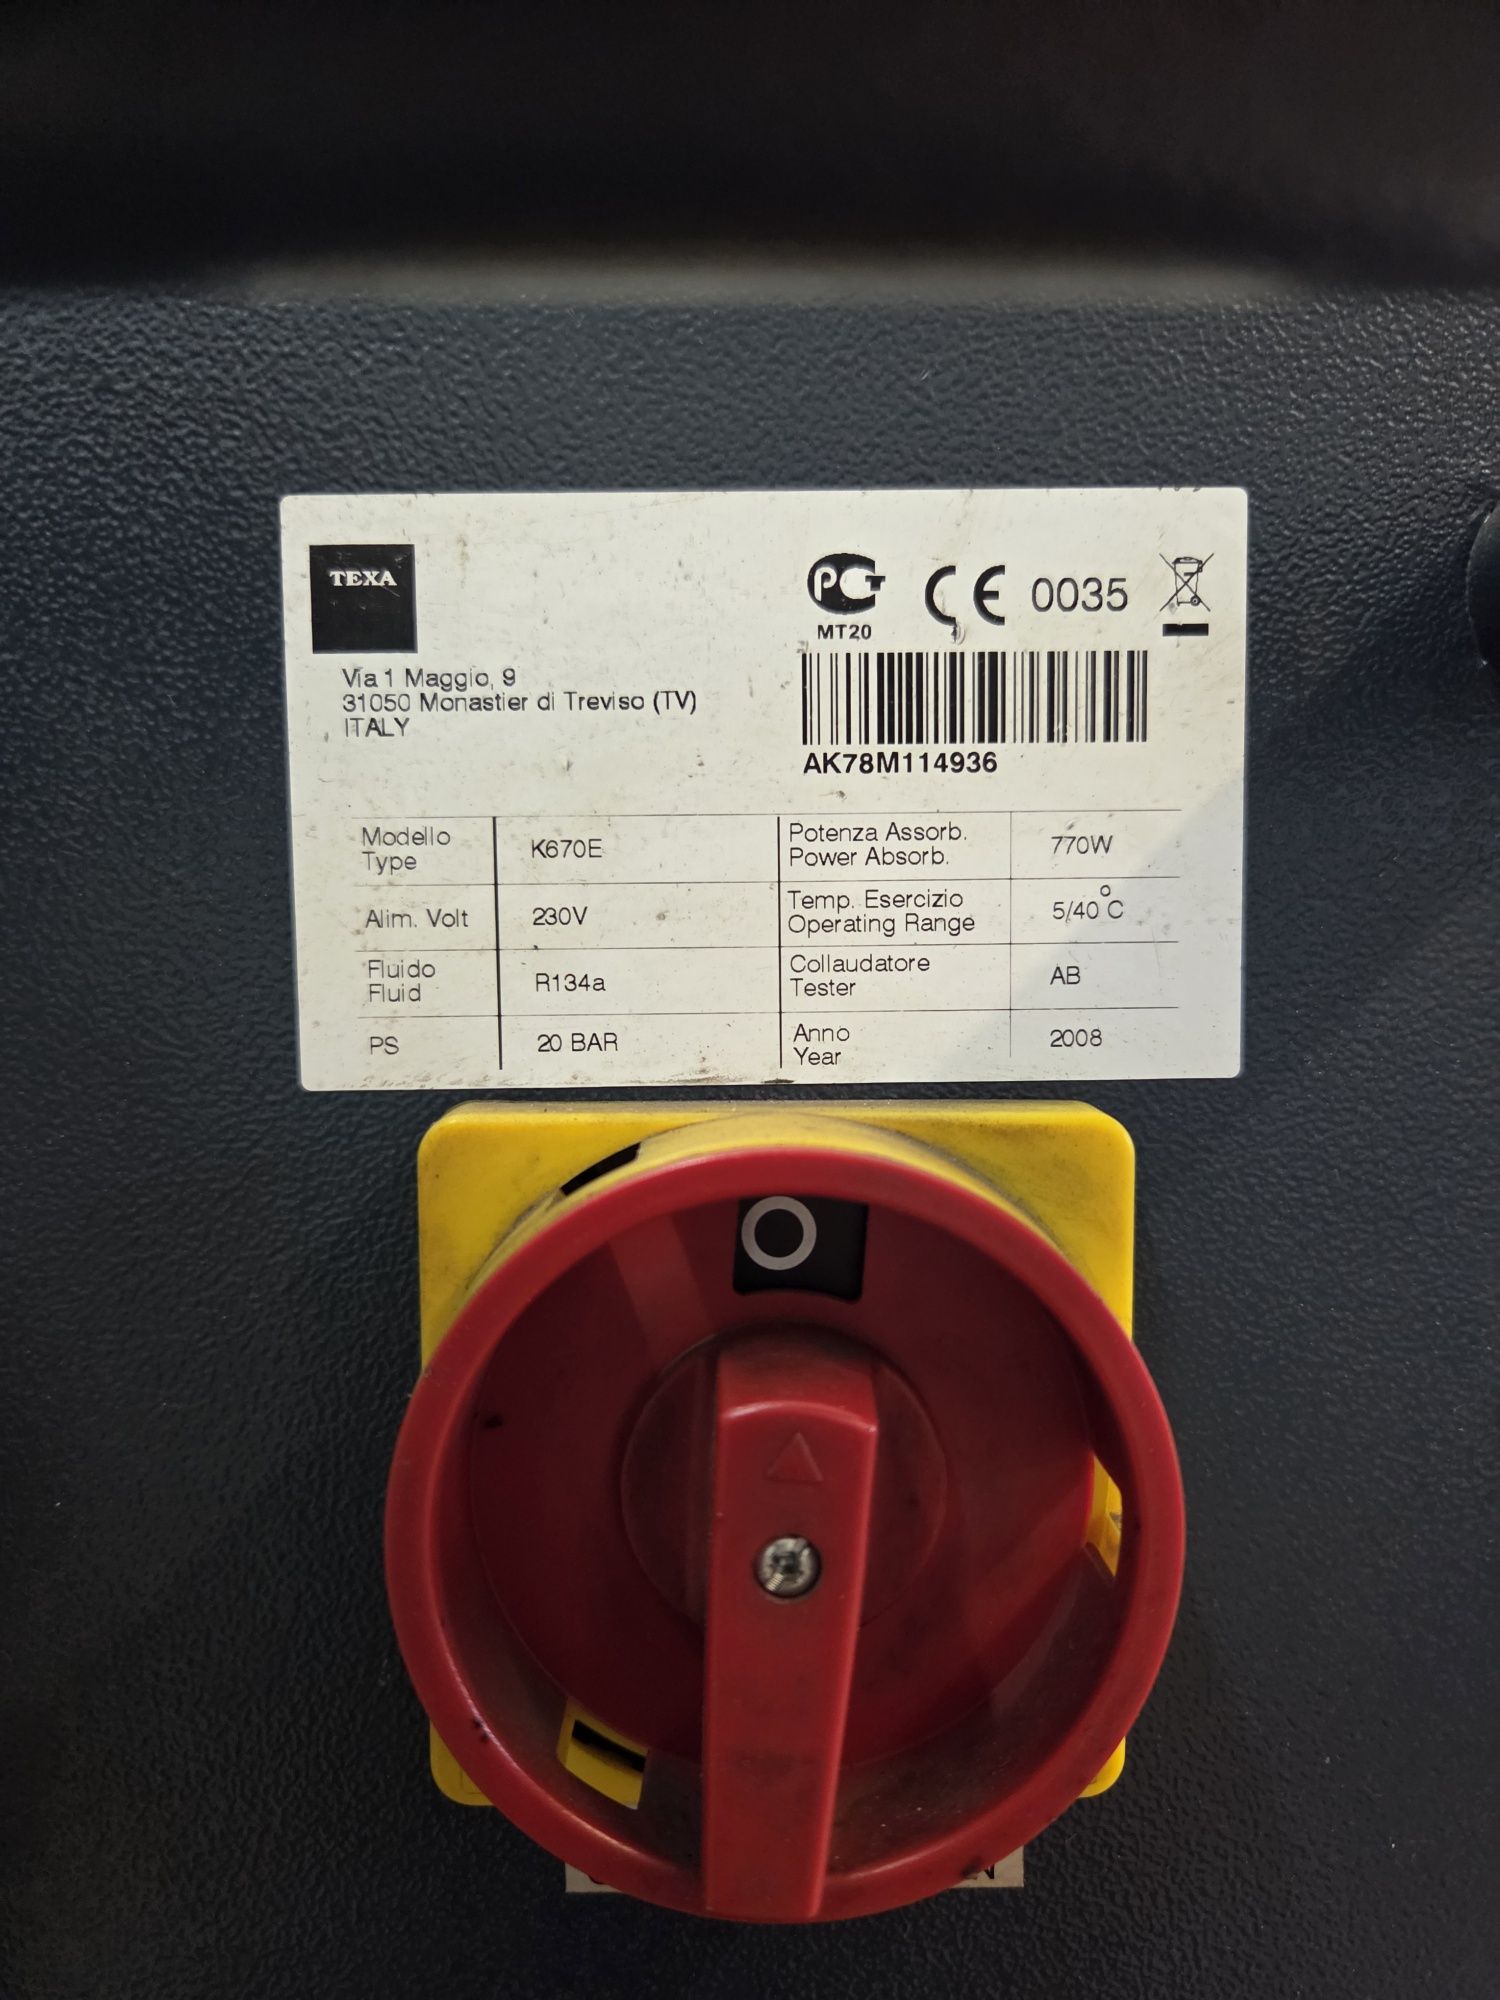 TEXA
Via 1 Maggio, 9
31050 Monastier di Treviso (TV)
ITALY
PCT
MT20
CE 0035
AK78M114936
Modello
Type
K670E
Potenza Assorb.
Power Absorb.
770W
Alim. Volt
230V
Temp. Esercizio
Operating Range
5/40°C
Fluido
Fluid
R134a
Collaudatore
Tester
AB
PS
20 BAR
Anno
Year
2008
O